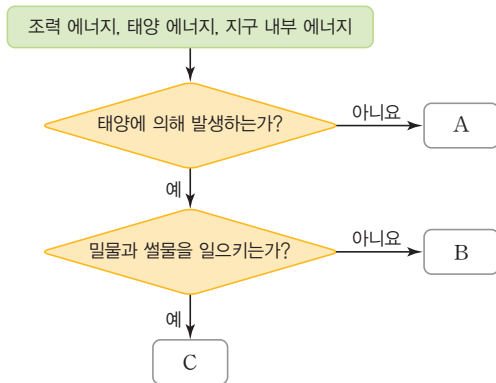 조력 에너지, 태양 에너지, 지구 내부 에너지
태양에 의해 발생하는가?
아니요
A
예
밀물과 썰물을 일으키는가?
아니요
B
예
C